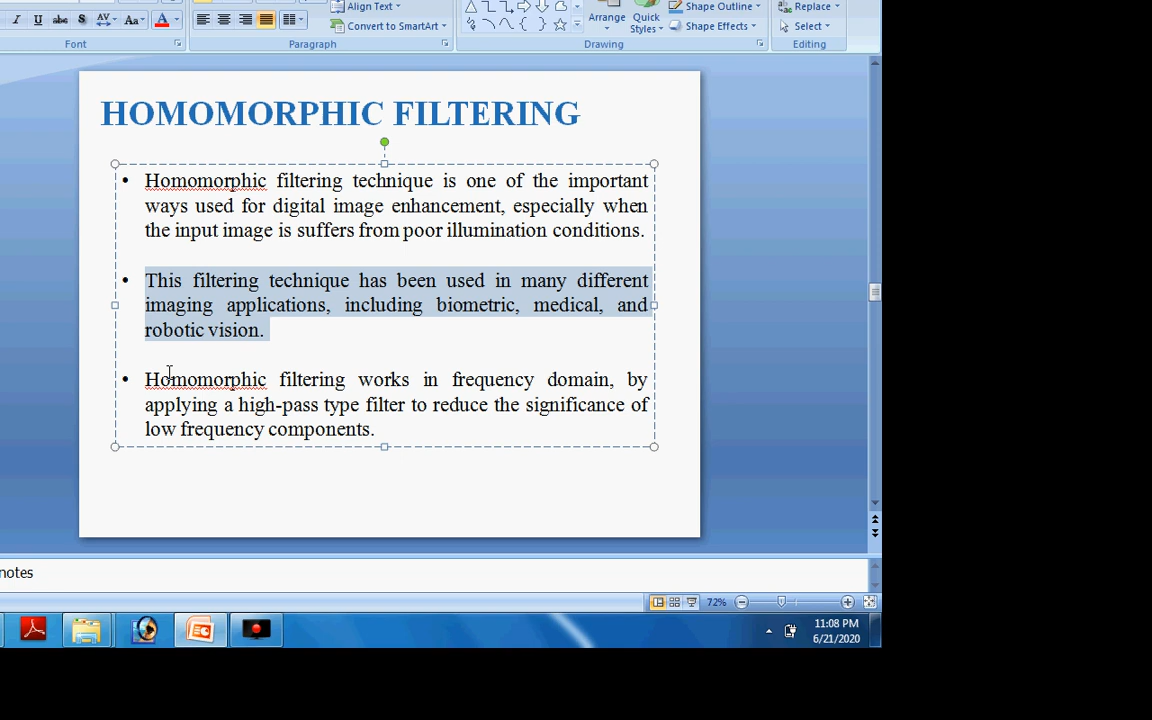 Align Text
Shape Outline
Replace
U
abc
S
AV
Aa
A
Convert to SmartArt
Arrange
Quick
Styles
Shape Effects
Select
Font
Paragraph
Drawing
Editing
HOMOMORPHIC FILTERING
• Homomorphic filtering technique is one of the important
ways used for digital image enhancement, especially when
the input image is suffers from poor illumination conditions.
• This filtering technique has been used in many different
imaging applications, including biometric, medical, and
robotic vision.
• Homomorphic filtering works in frequency domain, by
applying a high-pass type filter to reduce the significance of
low frequency components.
notes
72%
11:08 PM
6/21/2020